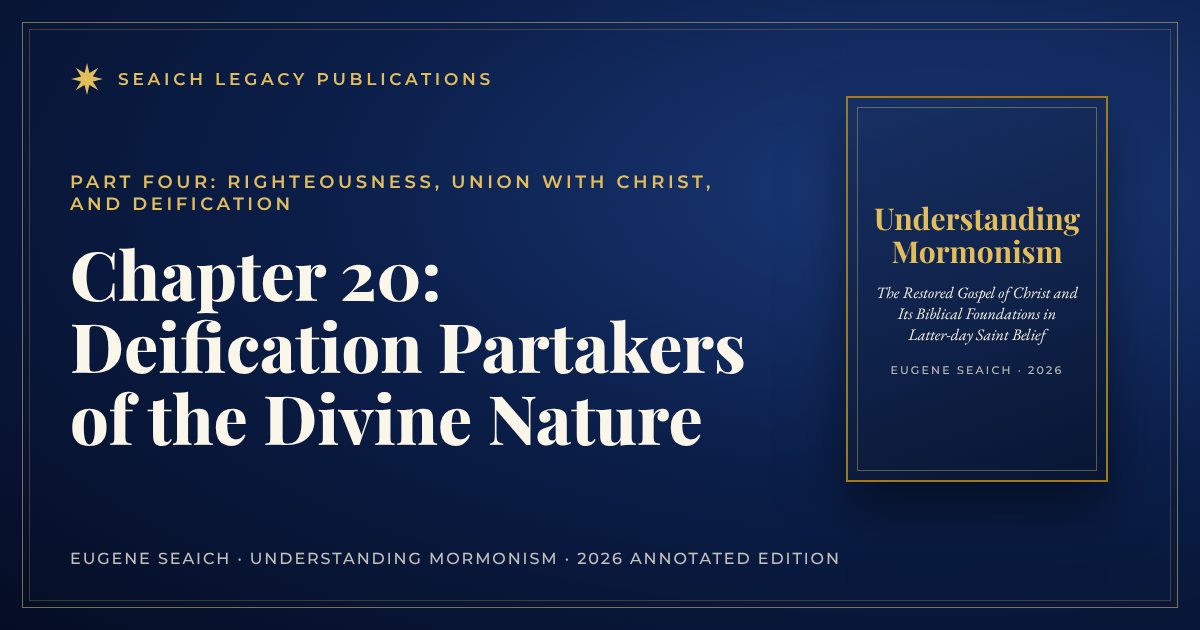 SEAICH LEGACY PUBLICATIONS
PART FOUR: RIGHTEOUSNESS, UNION WITH CHRIST,
AND DEIFICATION
Chapter 20:
Deification Partakers
of the Divine Nature
EUGENE SEAICH · UNDERSTANDING MORMONISM · 2026 ANNOTATED EDITION
Understanding
Mormonism
The Restored Gospel of Christ and
Its Biblical Foundations in
Latter-day Saint Belief
EUGENE SEAICH · 2026